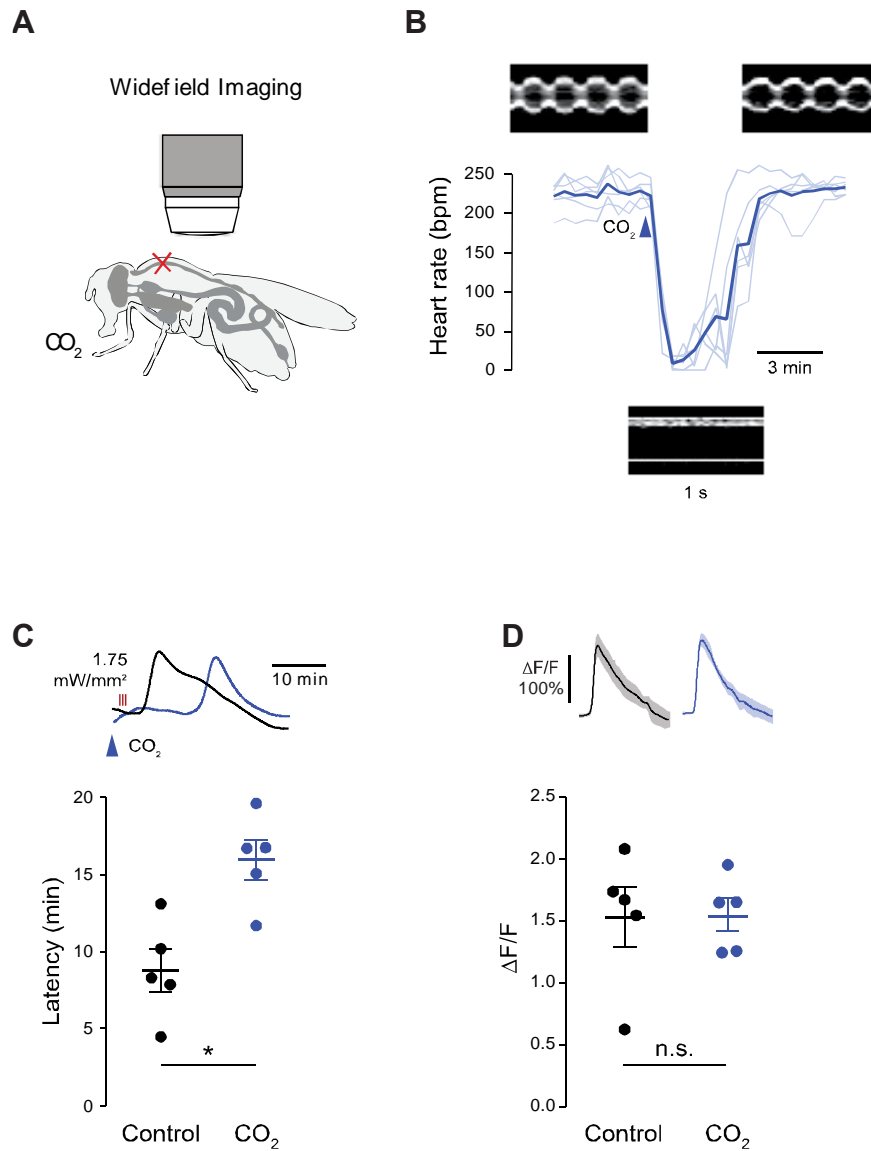 A
Widefield Imaging
CO2
B
Heart rate (bpm)
250
200
150
100
50
0
CO2
3 min
1 s
C
1.75
mW/mm²
10 min
CO2
Latency (min)
20
15
10
5
0
*
Control
CO2
D
ΔF/F
100%
ΔF/F
2.5
2.0
1.5
1.0
0.5
0.0
n.s.
Control
CO2